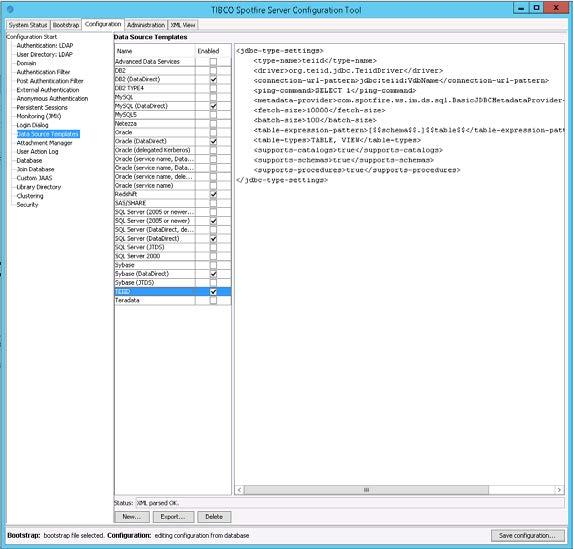 TIBCO Spotfire Server Configuration Tool
System Status Bootstrap Configuration Administration XML View
Configuration Start
Authentication: LDAP
User Directory: LDAP
Domain
Authentication Filter
Post Authentication Filter
External Authentication
Anonymous Authentication
Persistent Sessions
Monitoring (JMX)
Login Dialog
Data Source Templates
Attachment Manager
User Action Log
Database
Join Database
Custom JAAS
Library Directory
Clustering
Security
Data Source Templates
Name Enabled
Advanced Data Services
DB2
DB2 (DataDirect)
DB2 TYPE4
MySQL
MySQL (DataDirect)
MySQL5
Netezza
Oracle
Oracle (DataDirect)
Oracle (delegated Kerberos)
Oracle (service name, Data...
Oracle (service name, Data...
Oracle (service name, dele...
Oracle (service name)
Redshift
SAS/SHARE
SQL Server (2005 or newer...
SQL Server (2005 or newer)
SQL Server (DataDirect, de...
SQL Server (DataDirect)
SQL Server (JTDS)
SQL Server 2000
Sybase
Sybase (DataDirect)
Sybase (JTDS)
TEIID
Teradata
<jdbc-type-settings>
<type-name>teiid</type-name>
<driver>org.teiid.jdbc.TeiidDriver</driver>
<connection-url-pattern>jdbc:teiid:VdbName</connection-url-pattern>
<ping-command>SELECT 1</ping-command>
<metadata-provider>com.spotfire.ws.im.ds.sql.BasicJDBCMetadataProvider
<fetch-size>10000</fetch-size>
<batch-size>100</batch-size>
<table-expression-pattern>[$$schema$$.]$$table$$</table-expression-pat
<table-types>TABLE, VIEW</table-types>
<supports-catalogs>true</supports-catalogs>
<supports-schemas>true</supports-schemas>
<supports-procedures>true</supports-procedures>
</jdbc-type-settings>
Status: XML parsed OK.
New... Export... Delete
Bootstrap: bootstrap file selected. Configuration: editing configuration from database
Save configuration...